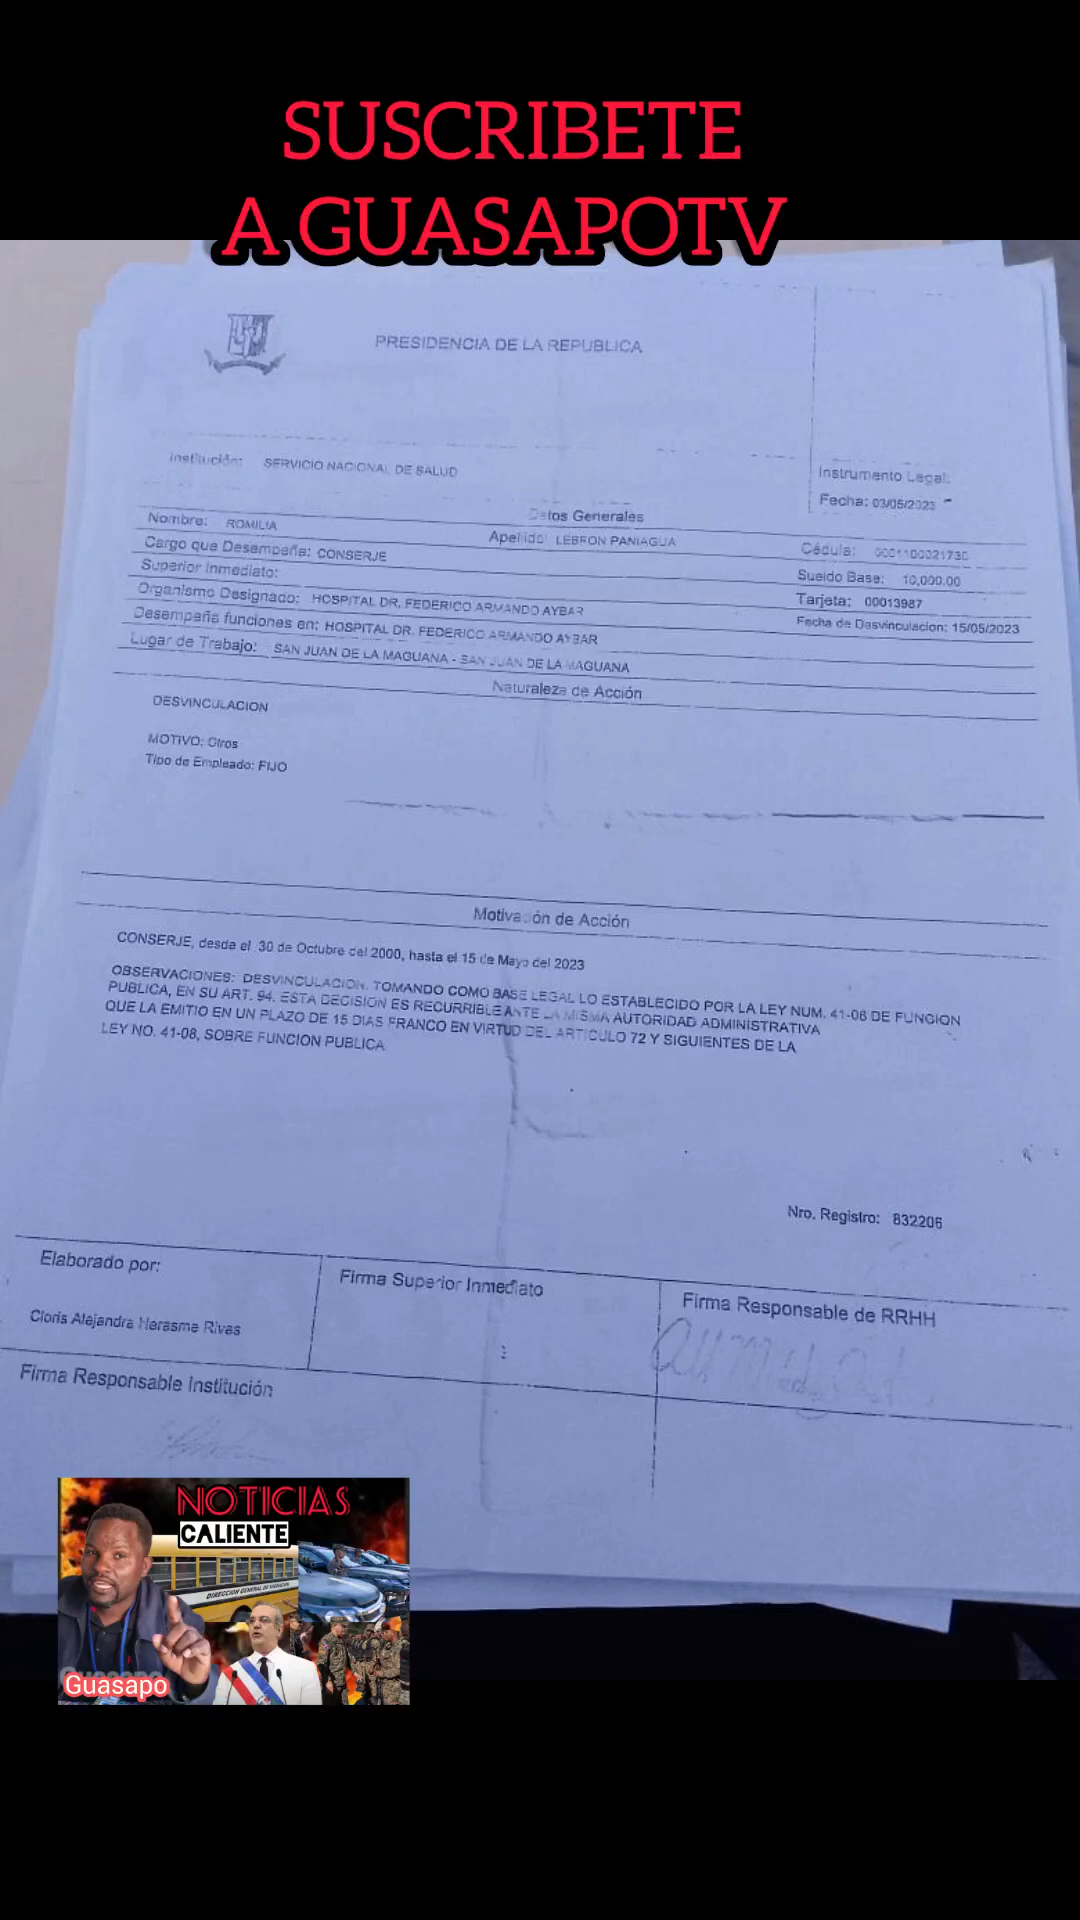 SUSCRIBETE
A GUASAPOTV
PRESIDENCIA DE LA REPUBLICA
Institución: SERVICIO NACIONAL DE SALUD
Instrumento Legal:
Fecha: 03/05/2023
Datos Generales
Nombre: ROMILIA Apellido: LEBRON PANIAGUA Cédula:
Cargo que Desempeña: CONSERJE Sueldo Base: 10,000.00
Superior Inmediato: Tarjeta: 00013987
Organismo Designado: HOSPITAL DR. FEDERICO ARMANDO AYBAR Fecha de Desvinculacion: 15/05/2023
Desempeña funciones en: HOSPITAL DR. FEDERICO ARMANDO AYBAR
Lugar de Trabajo: SAN JUAN DE LA MAGUANA - SAN JUAN DE LA MAGUANA
Naturaleza de Acción
DESVINCULACION
MOTIVO: Otros
Tipo de Empleado: FIJO
Motivación de Acción
CONSERJE, desde el 30 de Octubre del 2000, hasta el 15 de Mayo del 2023
OBSERVACIONES: DESVINCULACION. TOMANDO COMO BASE LEGAL LO ESTABLECIDO POR LA LEY NUM. 41-08 DE FUNCION
PUBLICA, EN SU ART. 94. ESTA DECISION ES RECURRIBLE ANTE LA MISMA AUTORIDAD ADMINISTRATIVA
QUE LA EMITIO EN UN PLAZO DE 15 DIAS FRANCO EN VIRTUD DEL ARTICULO 72 Y SIGUIENTES DE LA
LEY NO. 41-08, SOBRE FUNCION PUBLICA.
Nro. Registro: 832206
Elaborado por:
Firma Superior Inmediato
Firma Responsable de RRHH
Cloris Alejandra Herasme Rivas
Firma Responsable Institución
NOTICIAS
CALIENTE
DIRECCION GENERAL DE MIGRACION
Guasapo